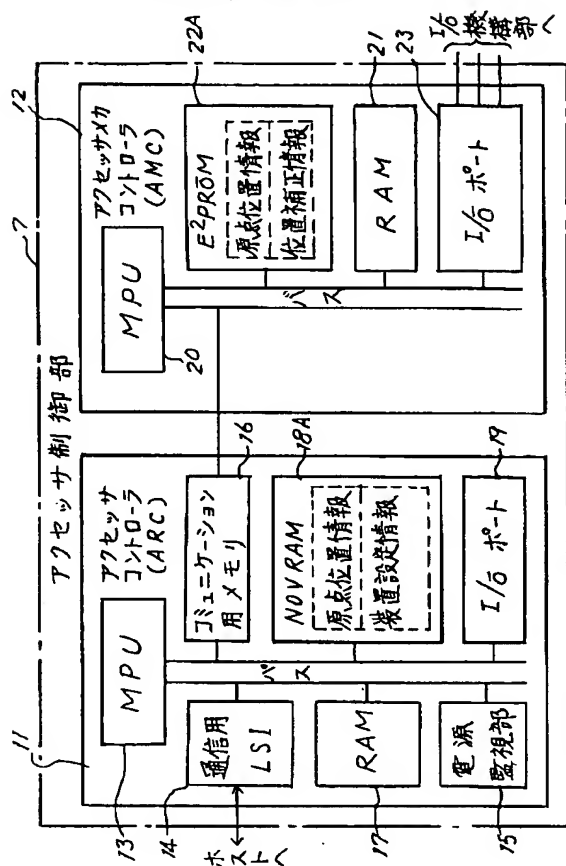 アクセッサ制御部
7
11
アクセッサ
コントローラ
(ARC)
MPU
13
通信用
LSI
14
ホストへ
コミュニケーション
用メモリ
16
バス
RAM
17
NOVRAM
原点位置情報
装置設定情報
18A
電源
監視部
15
I/Oポート
19
12
アクセッサメカ
コントローラ
(AMC)
MPU
20
E²PROM
原点位置情報
位置補正情報
22A
バス
RAM
21
I/Oポート
23
I/O機構部へ